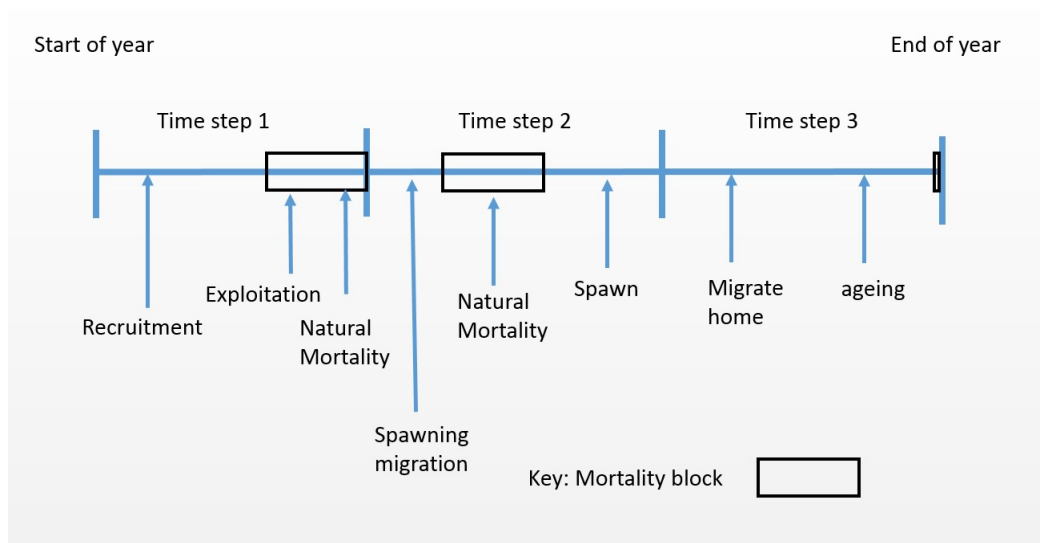 Start of year
End of year
Time step 1
Time step 2
Time step 3
Exploitation
Recruitment
Natural
Mortality
Spawning
migration
Natural
Mortality
Spawn
Migrate
home
ageing
Key: Mortality block